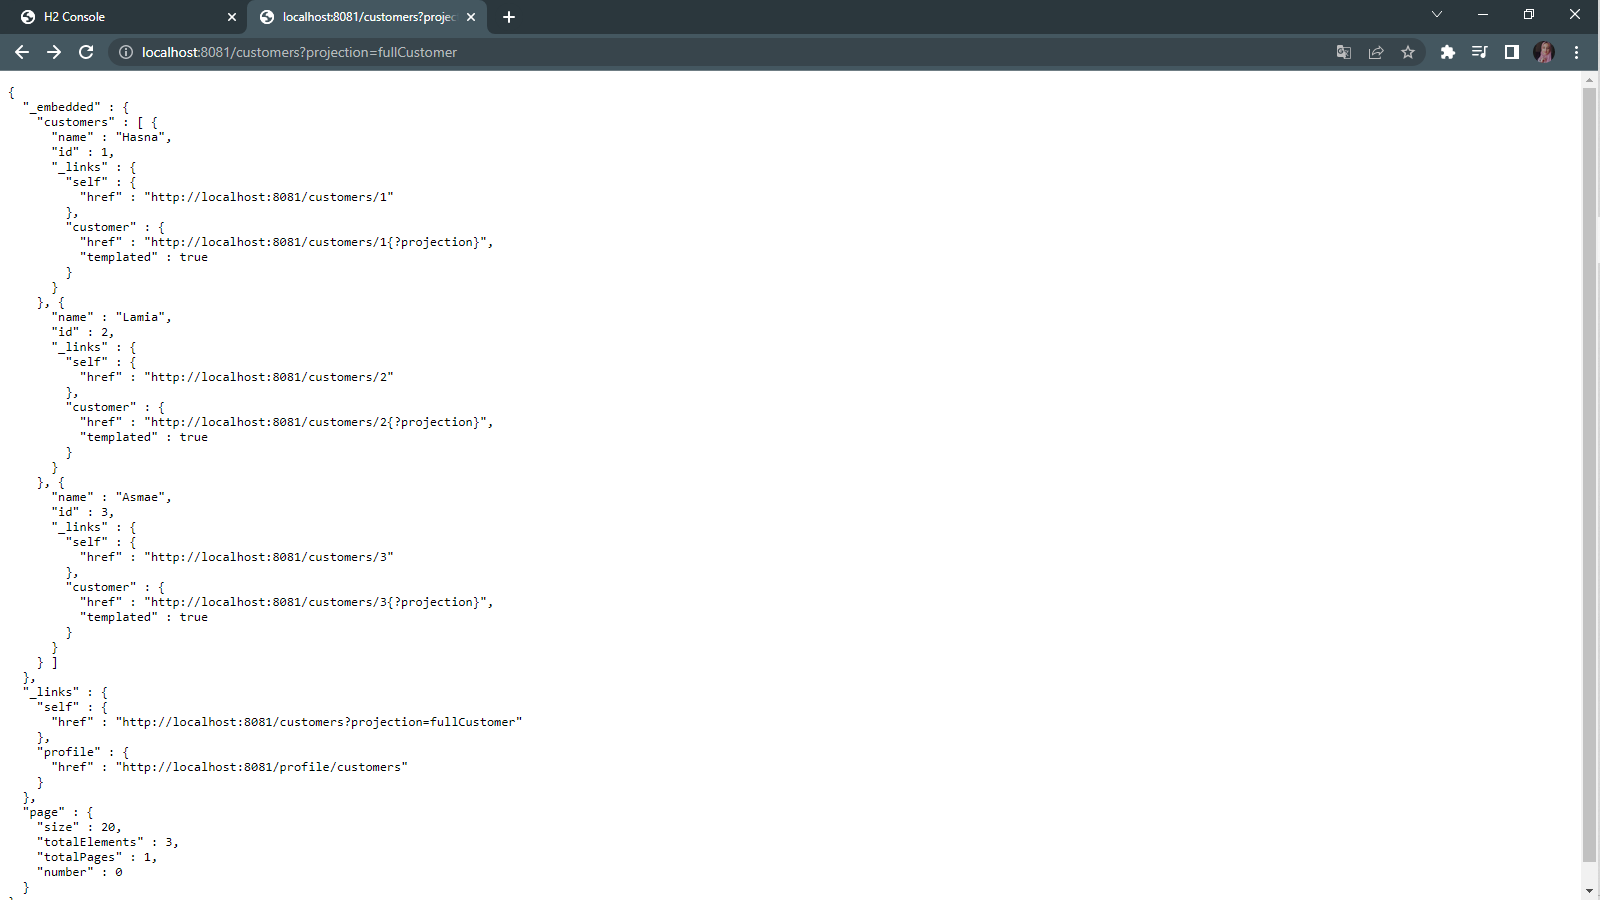 H2 Console
localhost:8081/customers?projec
localhost:8081/customers?projection=fullCustomer
{
  "_embedded" : {
    "customers" : [ {
      "name" : "Hasna",
      "id" : 1,
      "_links" : {
        "self" : {
          "href" : "http://localhost:8081/customers/1"
        },
        "customer" : {
          "href" : "http://localhost:8081/customers/1{?projection}",
          "templated" : true
        }
      }
    }, {
      "name" : "Lamia",
      "id" : 2,
      "_links" : {
        "self" : {
          "href" : "http://localhost:8081/customers/2"
        },
        "customer" : {
          "href" : "http://localhost:8081/customers/2{?projection}",
          "templated" : true
        }
      }
    }, {
      "name" : "Asmae",
      "id" : 3,
      "_links" : {
        "self" : {
          "href" : "http://localhost:8081/customers/3"
        },
        "customer" : {
          "href" : "http://localhost:8081/customers/3{?projection}",
          "templated" : true
        }
      }
    } ]
  },
  "_links" : {
    "self" : {
      "href" : "http://localhost:8081/customers?projection=fullCustomer"
    },
    "profile" : {
      "href" : "http://localhost:8081/profile/customers"
    }
  },
  "page" : {
    "size" : 20,
    "totalElements" : 3,
    "totalPages" : 1,
    "number" : 0
  }
}